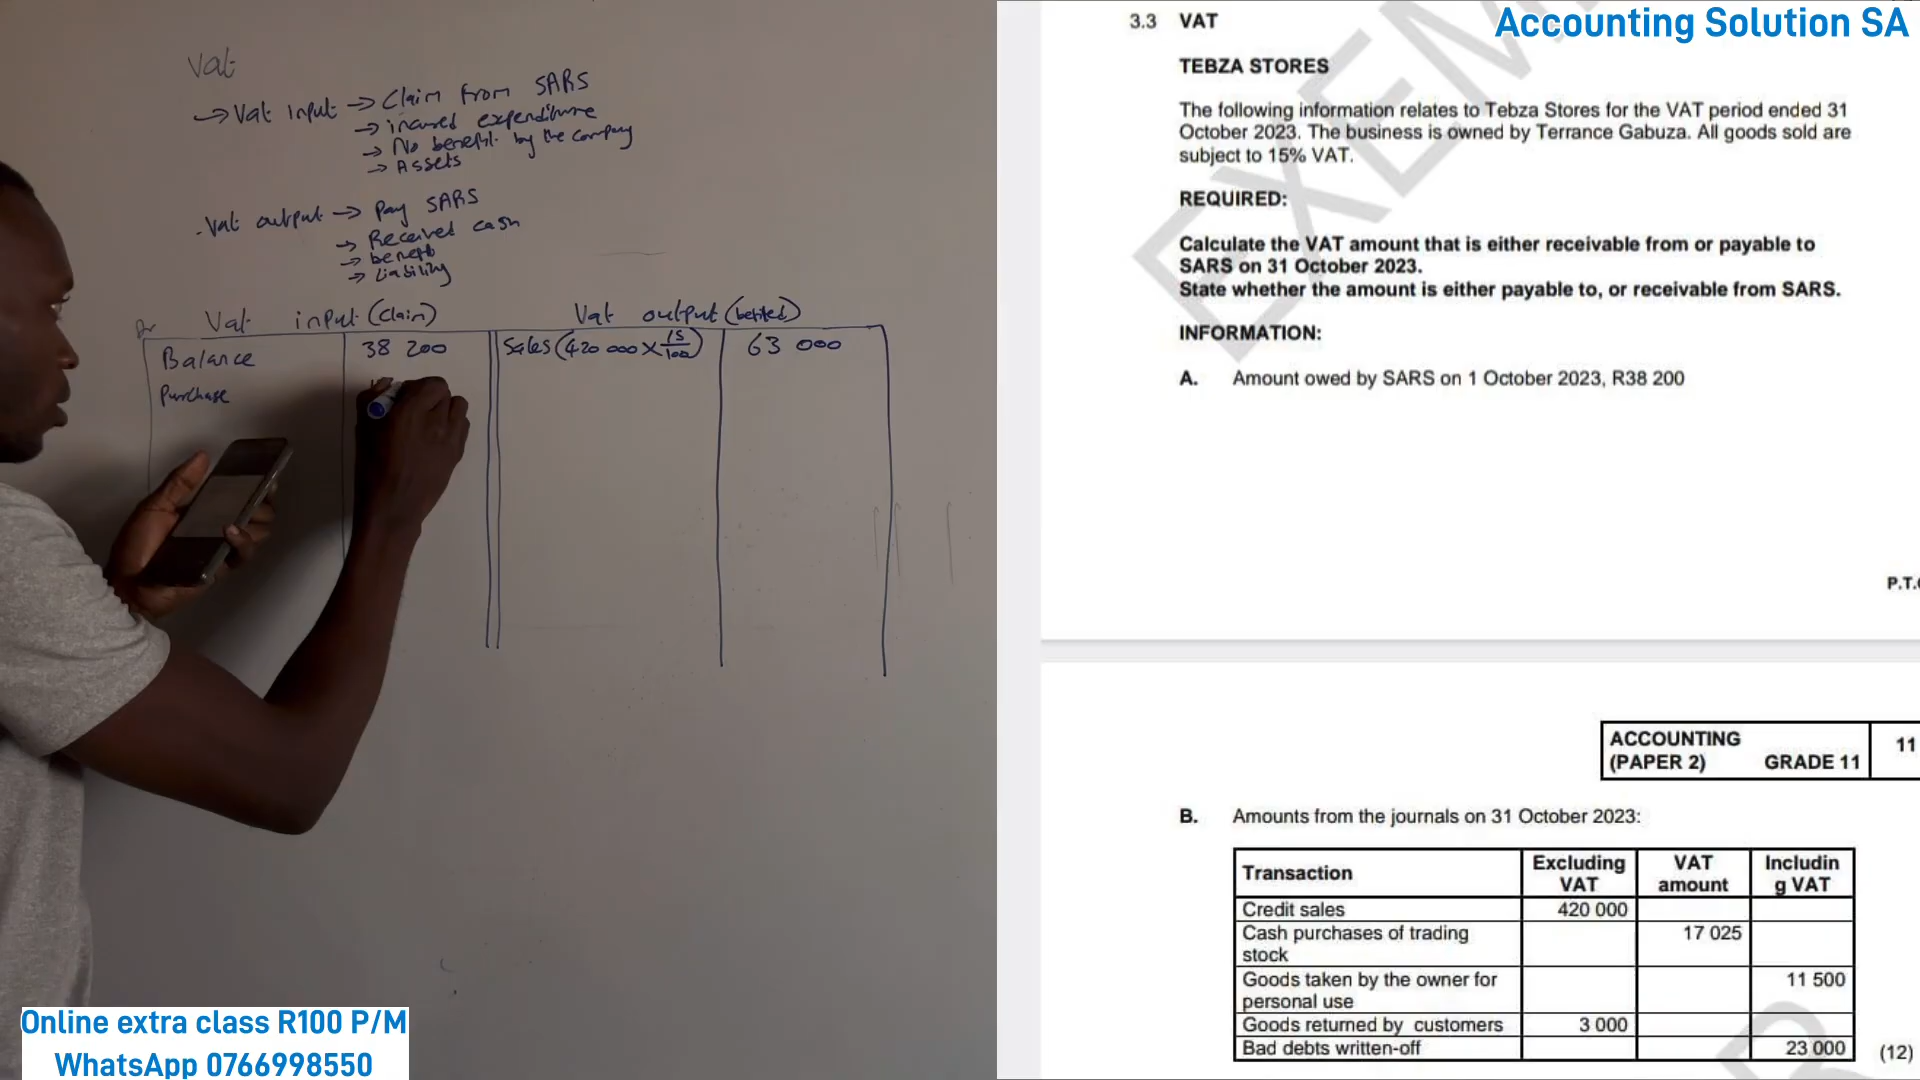 Vat
→ Vat input → Claim from SARS
→ incured expenditure
→ No benefit by the company
→ Assets
. Vat output → Pay SARS
→ Received cash
→ benefit
→ Liability
Dr Vat input (claim) Vat output (befited)
Balance 38 200 Sales (420 000 × 15/100) 63 000
Purchase
Online extra class R100 P/M
WhatsApp 0766998550
Accounting Solution SA
3.3 VAT
TEBZA STORES
The following information relates to Tebza Stores for the VAT period ended 31
October 2023. The business is owned by Terrance Gabuza. All goods sold are
subject to 15% VAT.
REQUIRED:
Calculate the VAT amount that is either receivable from or payable to
SARS on 31 October 2023.
State whether the amount is either payable to, or receivable from SARS.
INFORMATION:
A. Amount owed by SARS on 1 October 2023, R38 200
P.T.
ACCOUNTING
(PAPER 2) GRADE 11 11
B. Amounts from the journals on 31 October 2023:
Transaction Excluding VAT VAT amount Includin g VAT
Credit sales 420 000
Cash purchases of trading stock 17 025
Goods taken by the owner for personal use 11 500
Goods returned by customers 3 000
Bad debts written-off 23 000
(12)